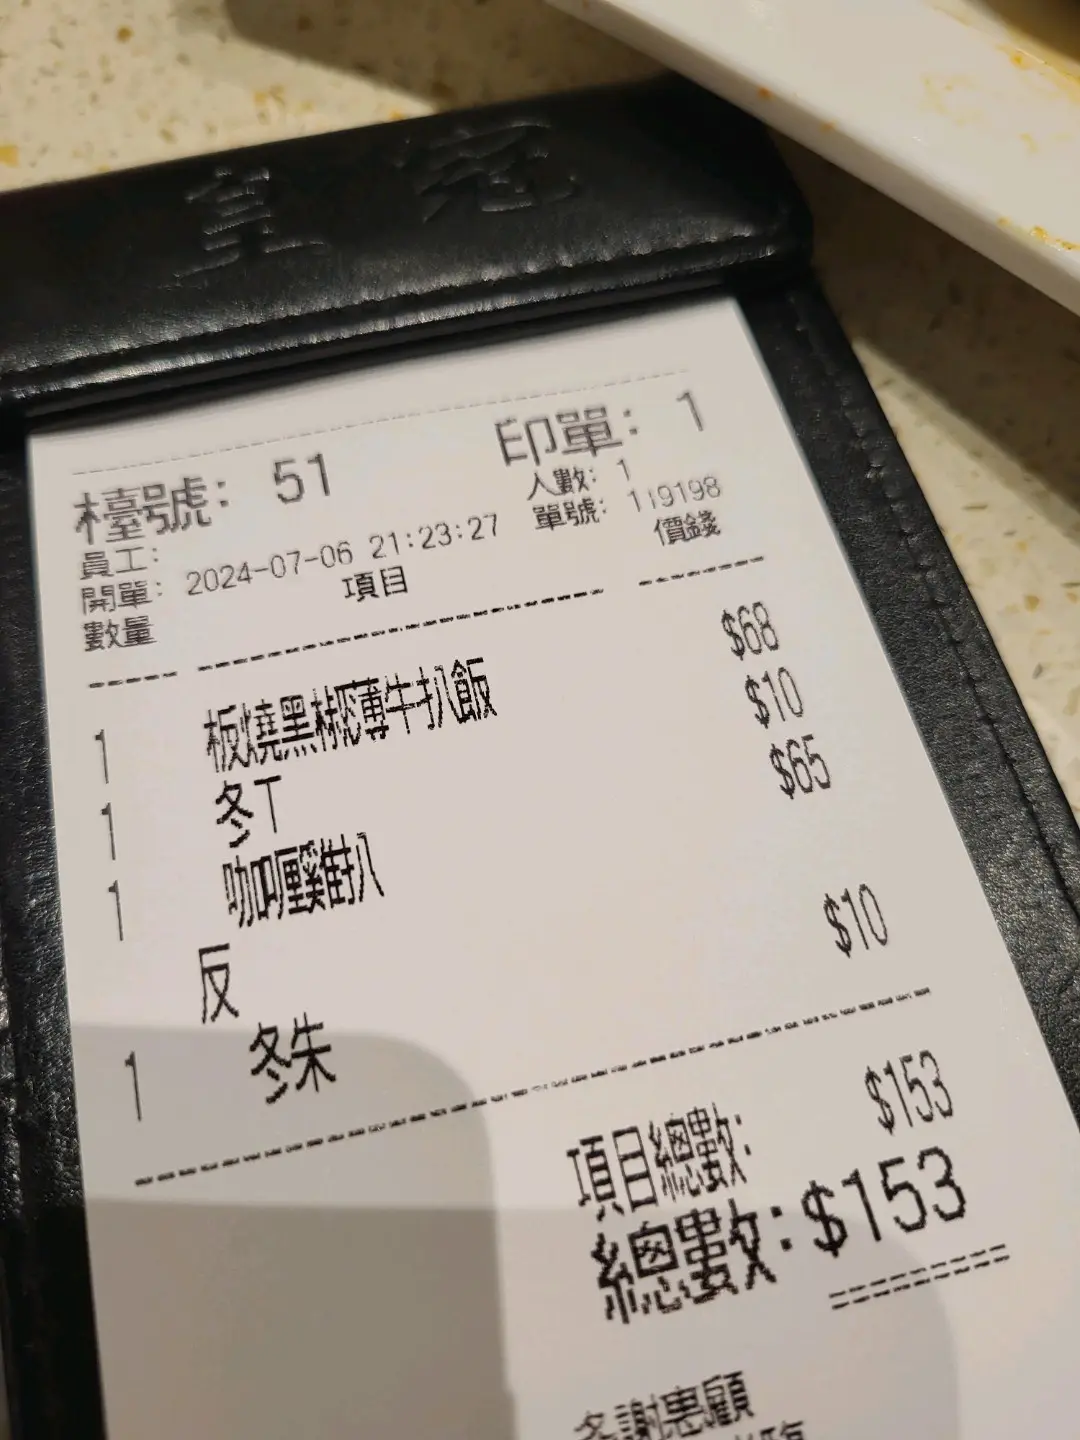 皇冠
檯號: 51 印單: 1
員工: 人數: 1
開單: 2024-07-06 21:23:27 單號: 119198
數量 項目 價錢
1 板燒黑椒薄牛扒飯 $68
1 冬T $10
1 咖喱雞扒 $65
反
1 冬朱 $10
項目總數: $153
總數: $153
多謝惠顧
臨